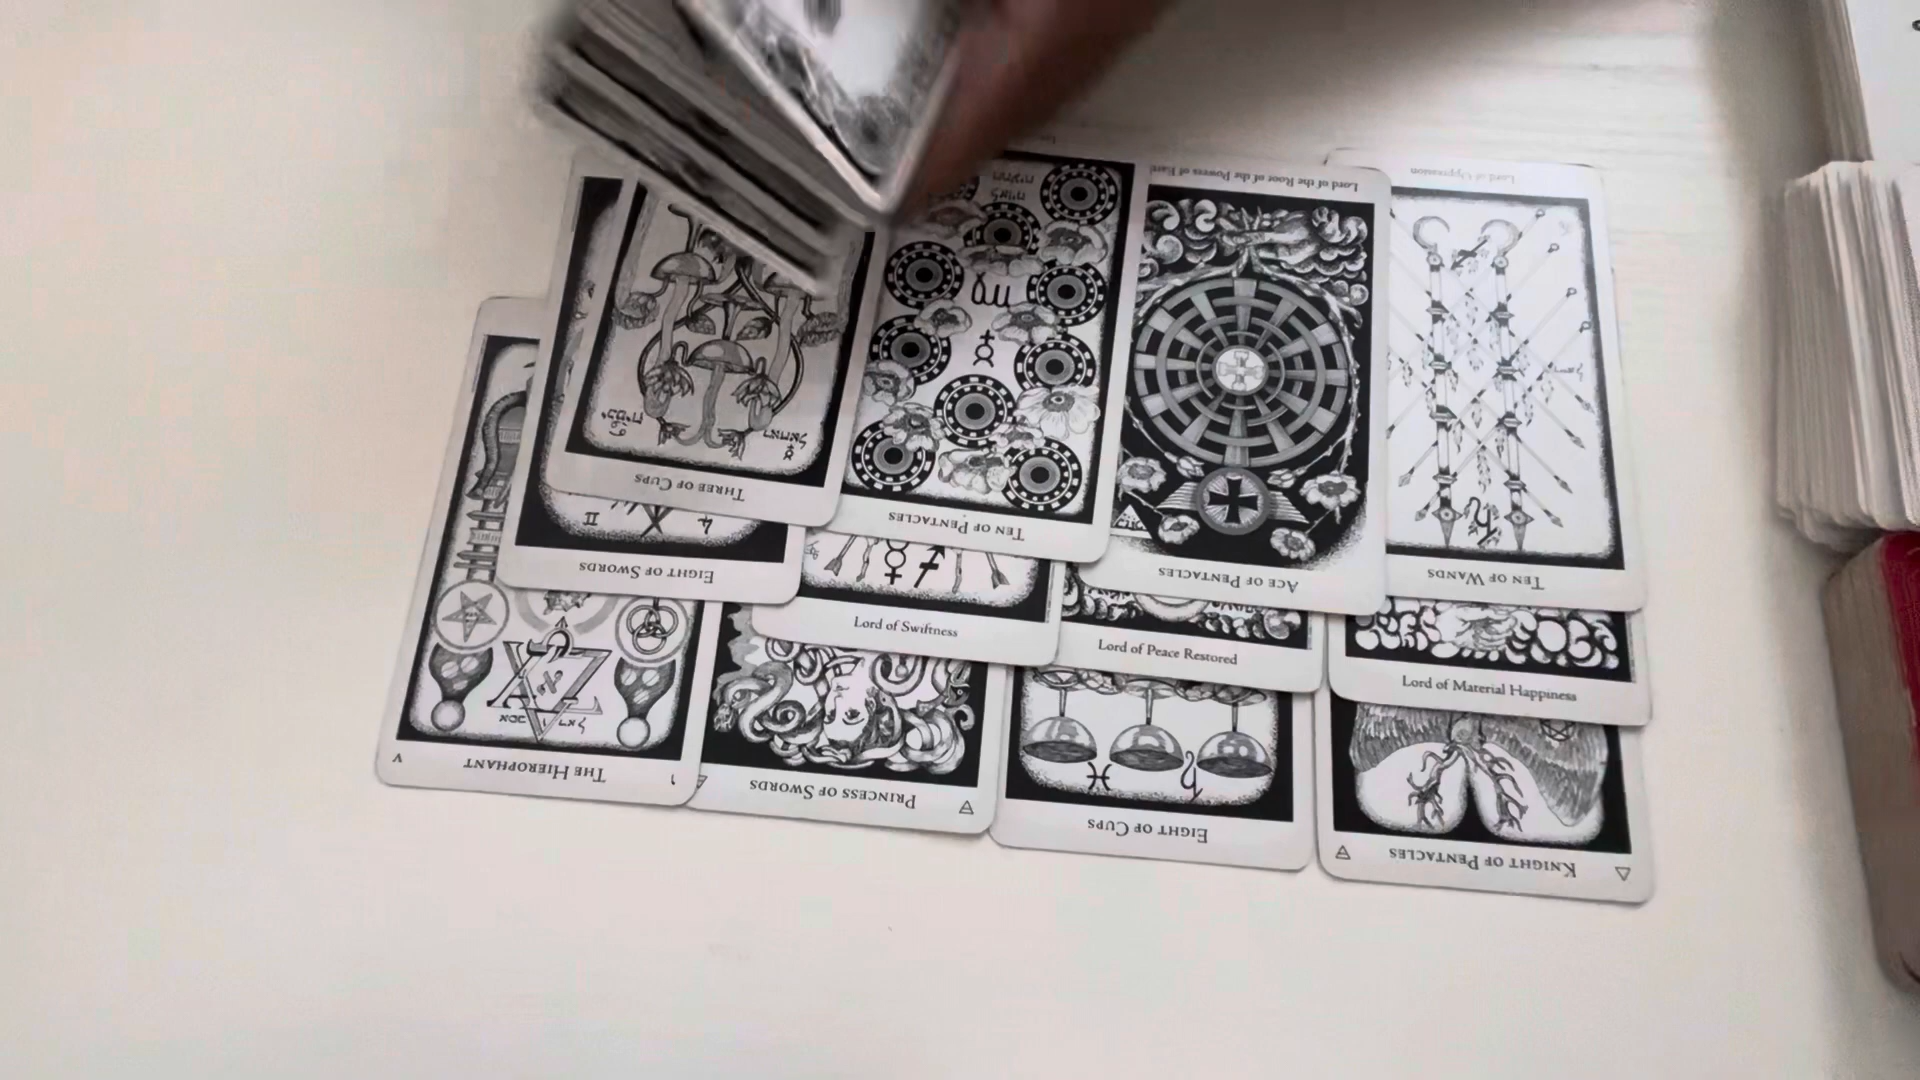 Lord of the Root of the Powers of Eart
Lord of Oppression
THREE OF CUPS
TEN OF PENTACLES
ACE OF PENTACLES
TEN OF WANDS
II
EIGHT OF SWORDS
Lord of Swiftness
Lord of Peace Restored
Lord of Material Happiness
V
THE HIEROPHANT
PRINCESS OF SWORDS
EIGHT OF CUPS
KNIGHT OF PENTACLES